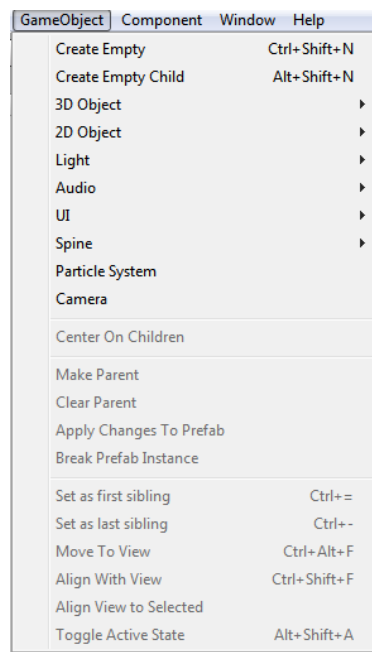 GameObject Component Window Help
Create Empty Ctrl+Shift+N
Create Empty Child Alt+Shift+N
3D Object
2D Object
Light
Audio
UI
Spine
Particle System
Camera
Center On Children
Make Parent
Clear Parent
Apply Changes To Prefab
Break Prefab Instance
Set as first sibling Ctrl+=
Set as last sibling Ctrl+-
Move To View Ctrl+Alt+F
Align With View Ctrl+Shift+F
Align View to Selected
Toggle Active State Alt+Shift+A